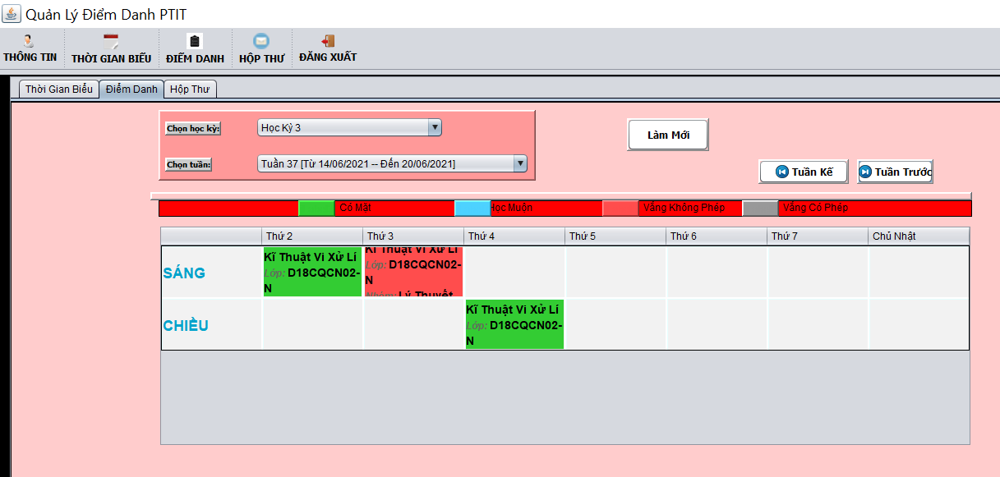 Quản Lý Điểm Danh PTIT
THÔNG TIN THỜI GIAN BIỂU ĐIỂM DANH HỘP THƯ ĐĂNG XUẤT
Thời Gian Biểu Điểm Danh Hộp Thư
Chọn học kỳ: Học Kỳ 3
Làm Mới
Chọn tuần: Tuần 37 [Từ 14/06/2021 -- Đến 20/06/2021]
Tuần Kế Tuần Trước
Có Mặt Học Muộn Vắng Không Phép Vắng Có Phép
Thứ 2 Thứ 3 Thứ 4 Thứ 5 Thứ 6 Thứ 7 Chủ Nhật
SÁNG
Kĩ Thuật Vi Xử Lí
Lớp: D18CQCN02-
N
Kĩ Thuật Vi Xử Lí
Lớp: D18CQCN02-
N
Nhóm: Lý Thuyết
CHIỀU
Kĩ Thuật Vi Xử Lí
Lớp: D18CQCN02-
N